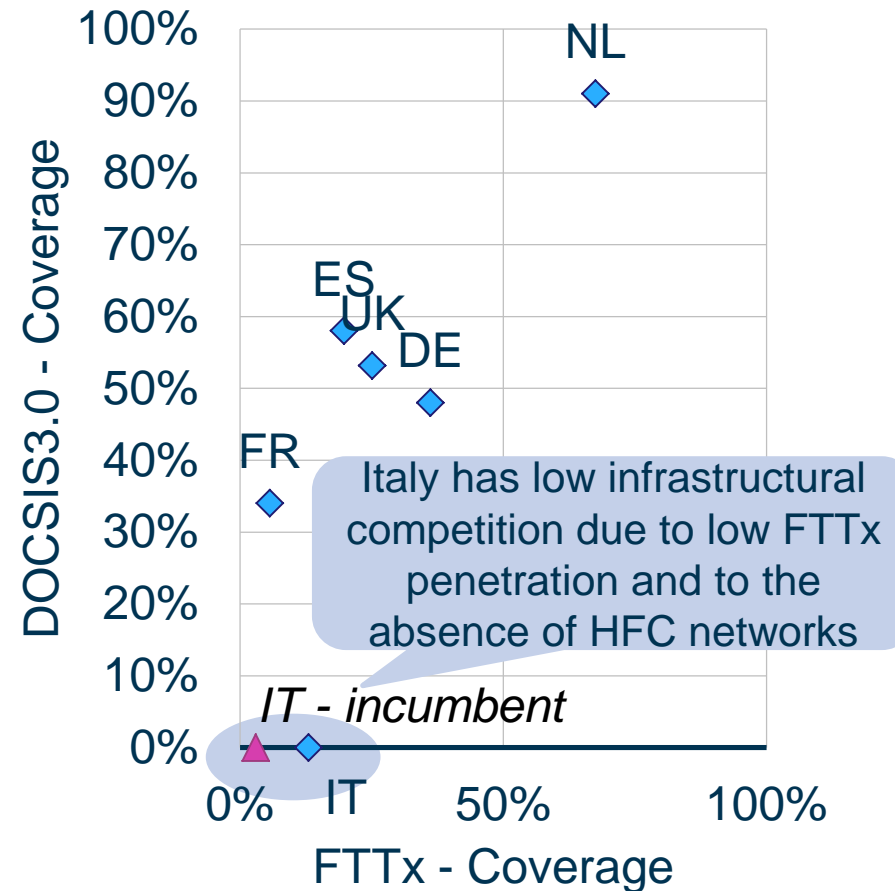 100%
90%
80%
70%
60%
50%
40%
30%
20%
10%
0%
DOCSIS3.0 - Coverage
NL
ES
UK
DE
FR
Italy has low infrastructural
competition due to low FTTx
penetration and to the
absence of HFC networks
IT - incumbent
IT
0% 50% 100%
FTTx - Coverage